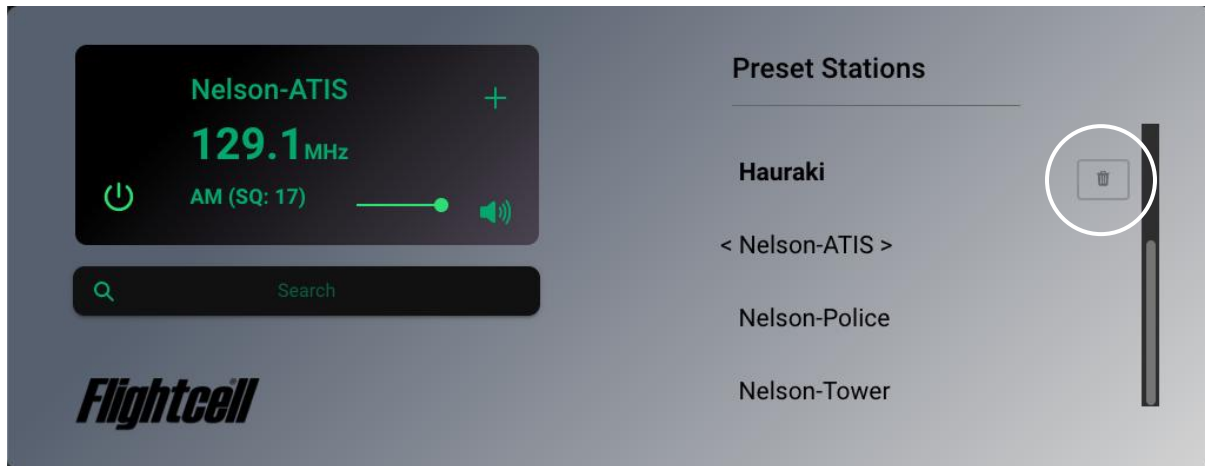 Nelson-ATIS
129.1MHz
AM (SQ: 17)
Search
Flightcell
Preset Stations
Hauraki
< Nelson-ATIS >
Nelson-Police
Nelson-Tower